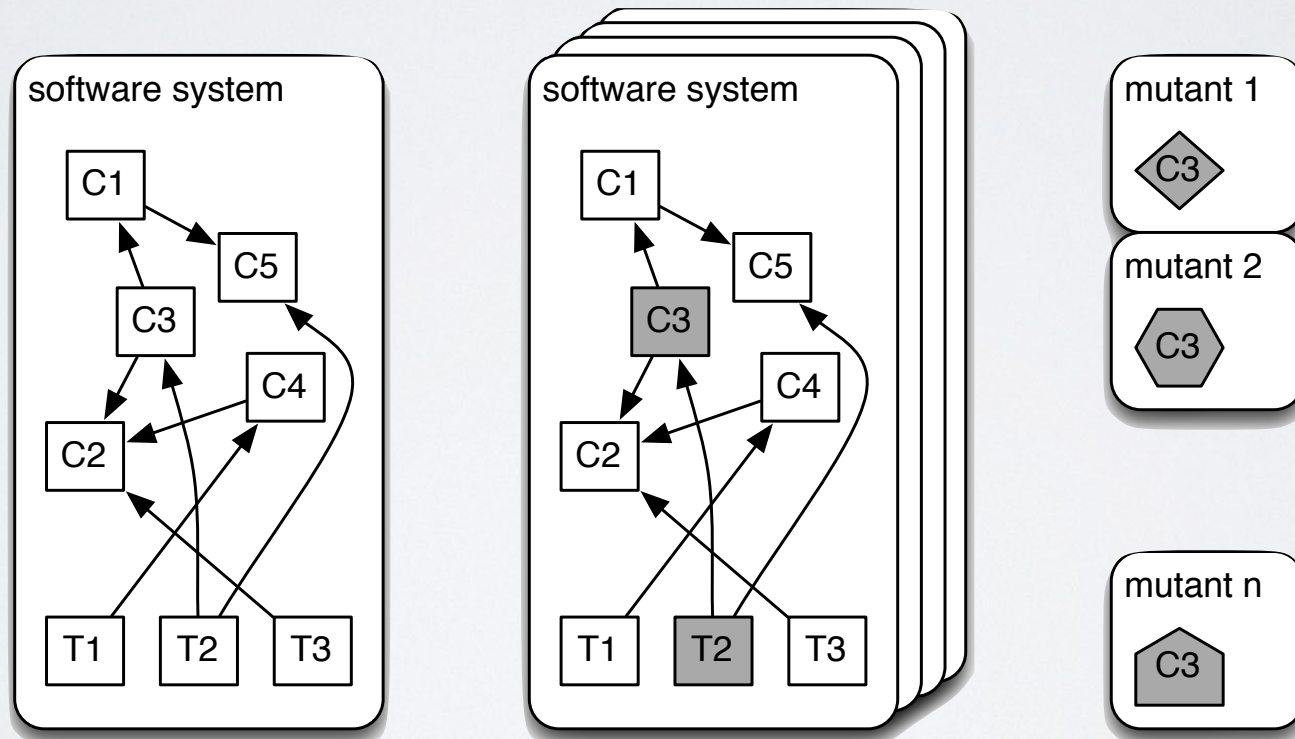 software system
C1
C5
C3
C4
C2
T1 T2 T3
software system
C1
C5
C3
C4
C2
T1 T2 T3
mutant 1
C3
mutant 2
C3
mutant n
C3